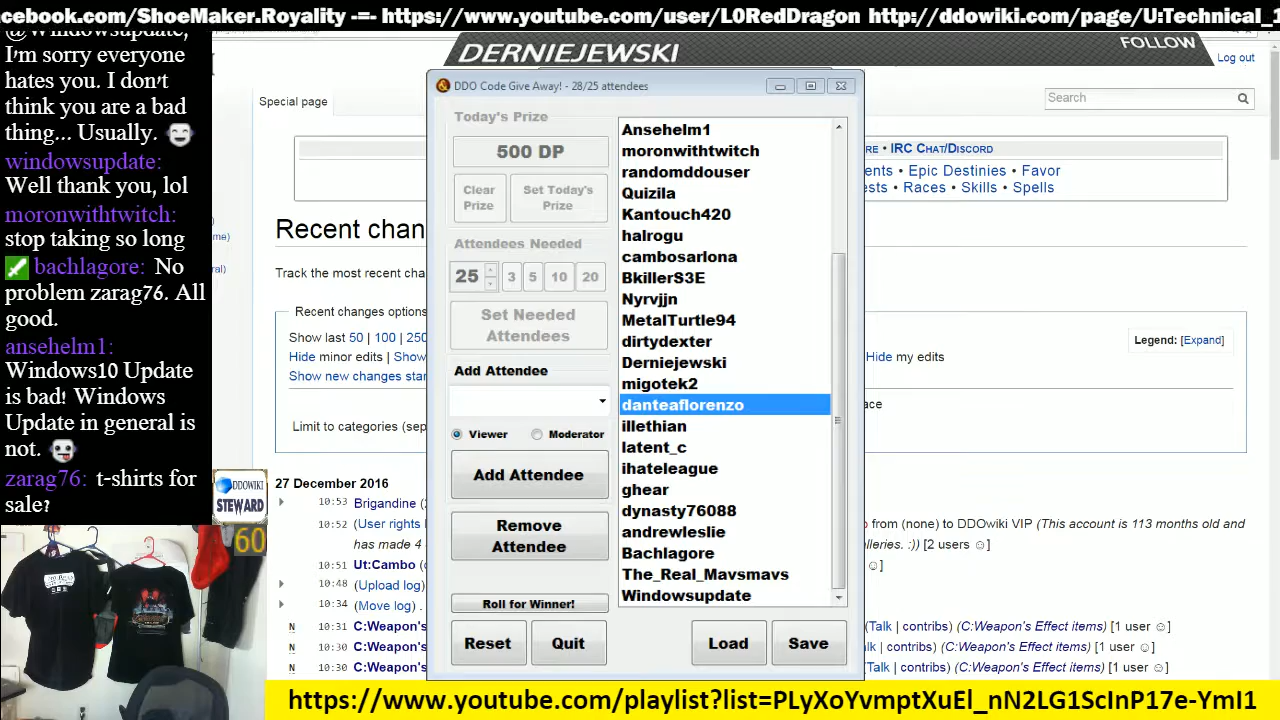 cebook.com/ShoeMaker.Royality -=- https://www.youtube.com/user/L0RedDragon http://ddowiki.com/page/U:Technical_1
@Windowsupdate,
I'm sorry everyone
hates you. I don't
think you are a bad
thing... Usually.
windowsupdate:
Well thank you, lol
moronwithtwitch:
stop taking so long
bachlagore: No
problem zarag76. All
good.
ansehelm1:
Windows10 Update
is bad! Windows
Update in general is
not.
zarag76: t-shirts for
sale?
DDOWIKI
STEWARD
60
DERNIEJEWSKI
FOLLOW
Log out
Special page
Search
IRC Chat/Discord
Epic Destinies • Favor
Races • Skills • Spells
Recent chan
Track the most recent cha
Recent changes options
Show last 50 | 100 | 250
Hide minor edits | Show
Hide my edits
Show new changes star
Legend: [Expand]
Limit to categories (sep
27 December 2016
10:53 Brigandine (
10:52 (User rights
from (none) to DDOwiki VIP (This account is 113 months old and
has made 4
galleries. :)) [2 users ☺]
10:51 Ut:Cambo (
10:48 (Upload log)
10:34 (Move log) .
N 10:31 C:Weapon's
(Talk | contribs) (C:Weapon's Effect items) [1 user ☺]
N 10:30 C:Weapon's
Talk | contribs) (C:Weapon's Effect items) [1 user ☺]
N 10:30 C:Weapon's
Talk | contribs) (C:Weapon's Effect items) [1 user ☺]
DDO Code Give Away! - 28/25 attendees
Today's Prize
500 DP
Clear
Prize
Set Today's
Prize
Attendees Needed
25 3 5 10 20
Set Needed
Attendees
Add Attendee
Viewer Moderator
Add Attendee
Remove
Attendee
Roll for Winner!
Reset Quit Load Save
Ansehelm1
moronwithtwitch
randomddouser
Quizila
Kantouch420
halrogu
cambosarlona
BkillerS3E
Nyrvjjn
MetalTurtle94
dirtydexter
Derniejewski
migotek2
danteaflorenzo
illethian
latent_c
ihateleague
ghear
dynasty76088
andrewleslie
Bachlagore
The_Real_Mavsmavs
Windowsupdate
https://www.youtube.com/playlist?list=PLyXoYvmptXuEl_nN2LG1ScInP17e-YmI1